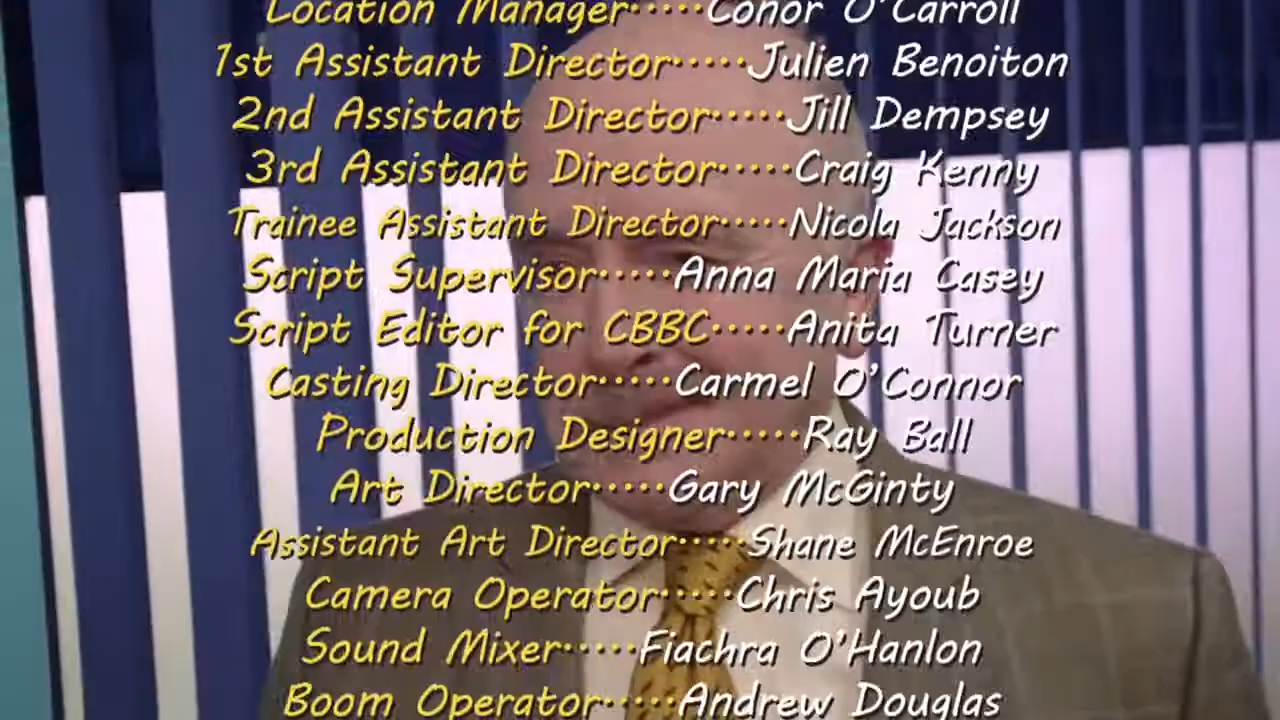 Location Manager.....Conor O'Carroll
1st Assistant Director.....Julien Benoiton
2nd Assistant Director.....Jill Dempsey
3rd Assistant Director.....Craig Kenny
Trainee Assistant Director.....Nicola Jackson
Script Supervisor.....Anna Maria Casey
Script Editor for CBBC.....Anita Turner
Casting Director.....Carmel O'Connor
Production Designer.....Ray Ball
Art Director.....Gary McGinty
Assistant Art Director.....Shane McEnroe
Camera Operator.....Chris Ayoub
Sound Mixer.....Fiachra O'Hanlon
Boom Operator.....Andrew Douglas